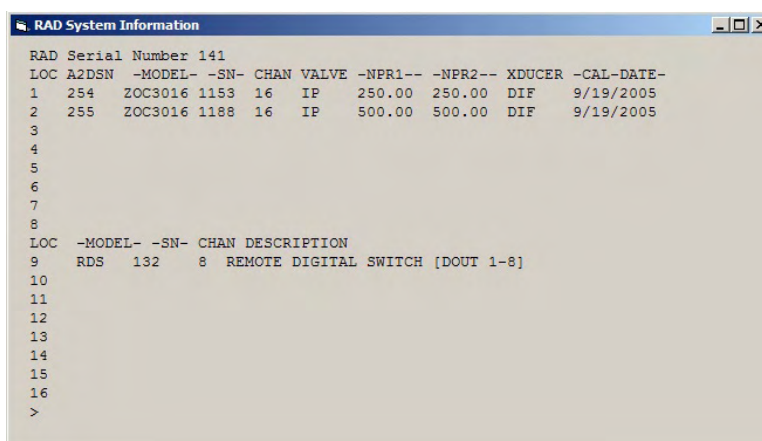 RAD System Information
RAD Serial Number 141
LOC A2DSN -MODEL- -SN- CHAN VALVE -NPR1-- -NPR2-- XDUCER -CAL-DATE-
1 254 ZOC3016 1153 16 IP 250.00 250.00 DIF 9/19/2005
2 255 ZOC3016 1188 16 IP 500.00 500.00 DIF 9/19/2005
3
4
5
6
7
8
LOC -MODEL- -SN- CHAN DESCRIPTION
9 RDS 132 8 REMOTE DIGITAL SWITCH [DOUT 1-8]
10
11
12
13
14
15
16
>